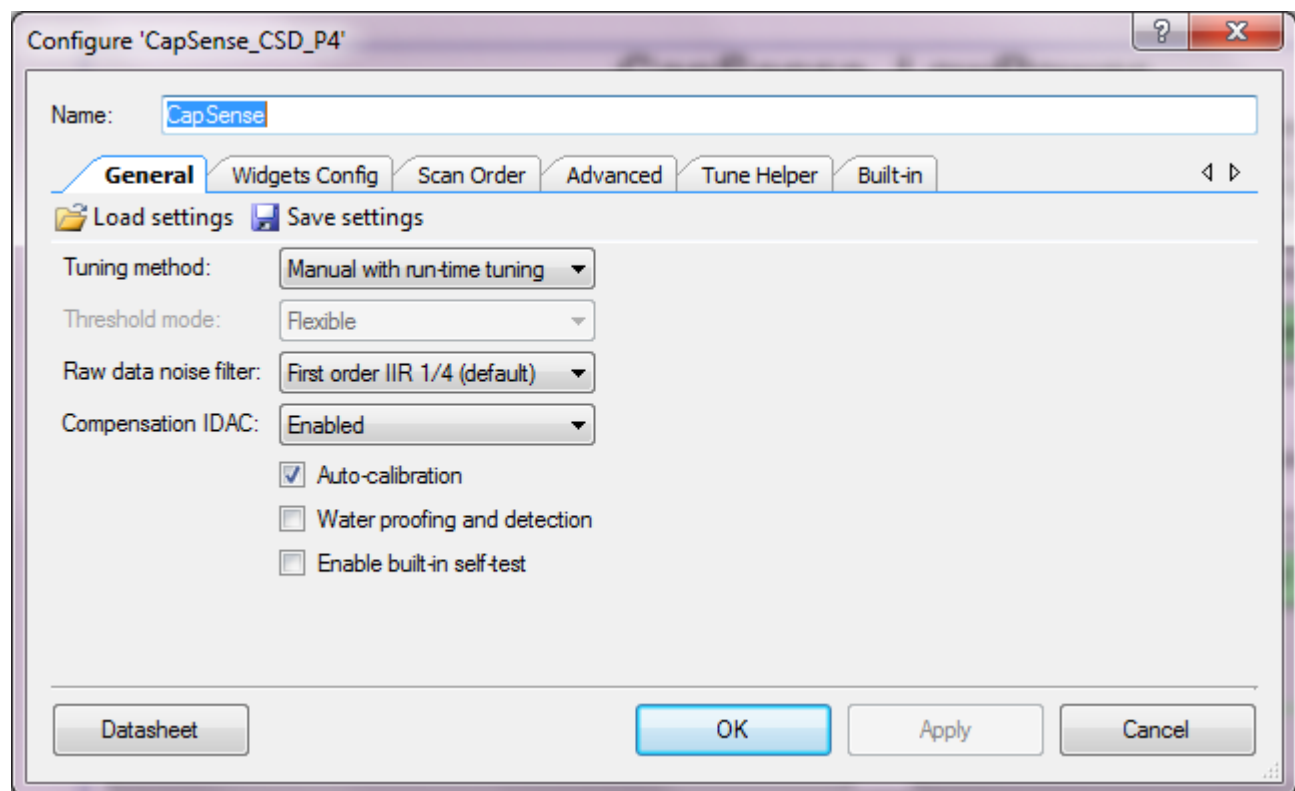 Configure 'CapSense_CSD_P4'
Name: CapSense
General Widgets Config Scan Order Advanced Tune Helper Built-in
Load settings Save settings
Tuning method: Manual with run-time tuning
Threshold mode: Flexible
Raw data noise filter: First order IIR 1/4 (default)
Compensation IDAC: Enabled
Auto-calibration
Water proofing and detection
Enable built-in self-test
Datasheet OK Apply Cancel